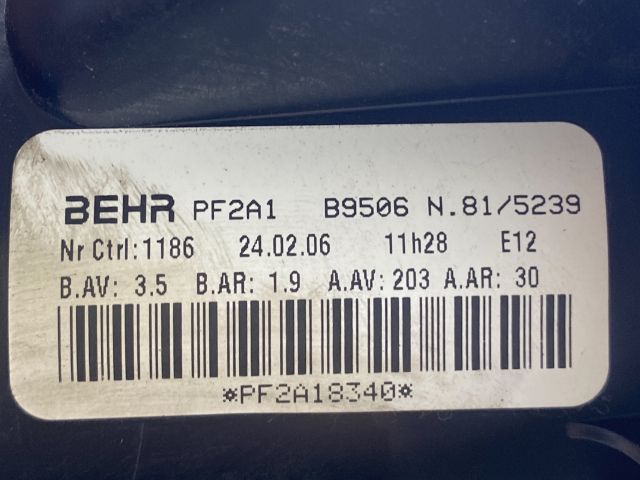 BEHR PF2A1 B9506 N.81/5239
Nr Ctrl:1186 24.02.06 11h28 E12
B.AV: 3.5 B.AR: 1.9 A.AV: 203 A.AR: 30
*PF2A18340*